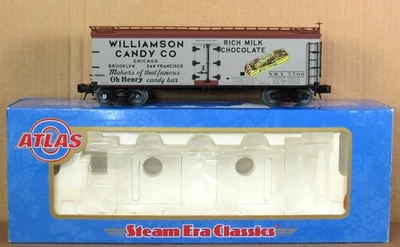 WILLIAMSON
CANDY CO
CHICAGO
BROOKLYN SAN FRANCISCO
Makers of that famous
Oh Henry candy bar
RICH MILK
CHOCOLATE
N.W.X. 5500
ATLAS
O
Steam Era Classics